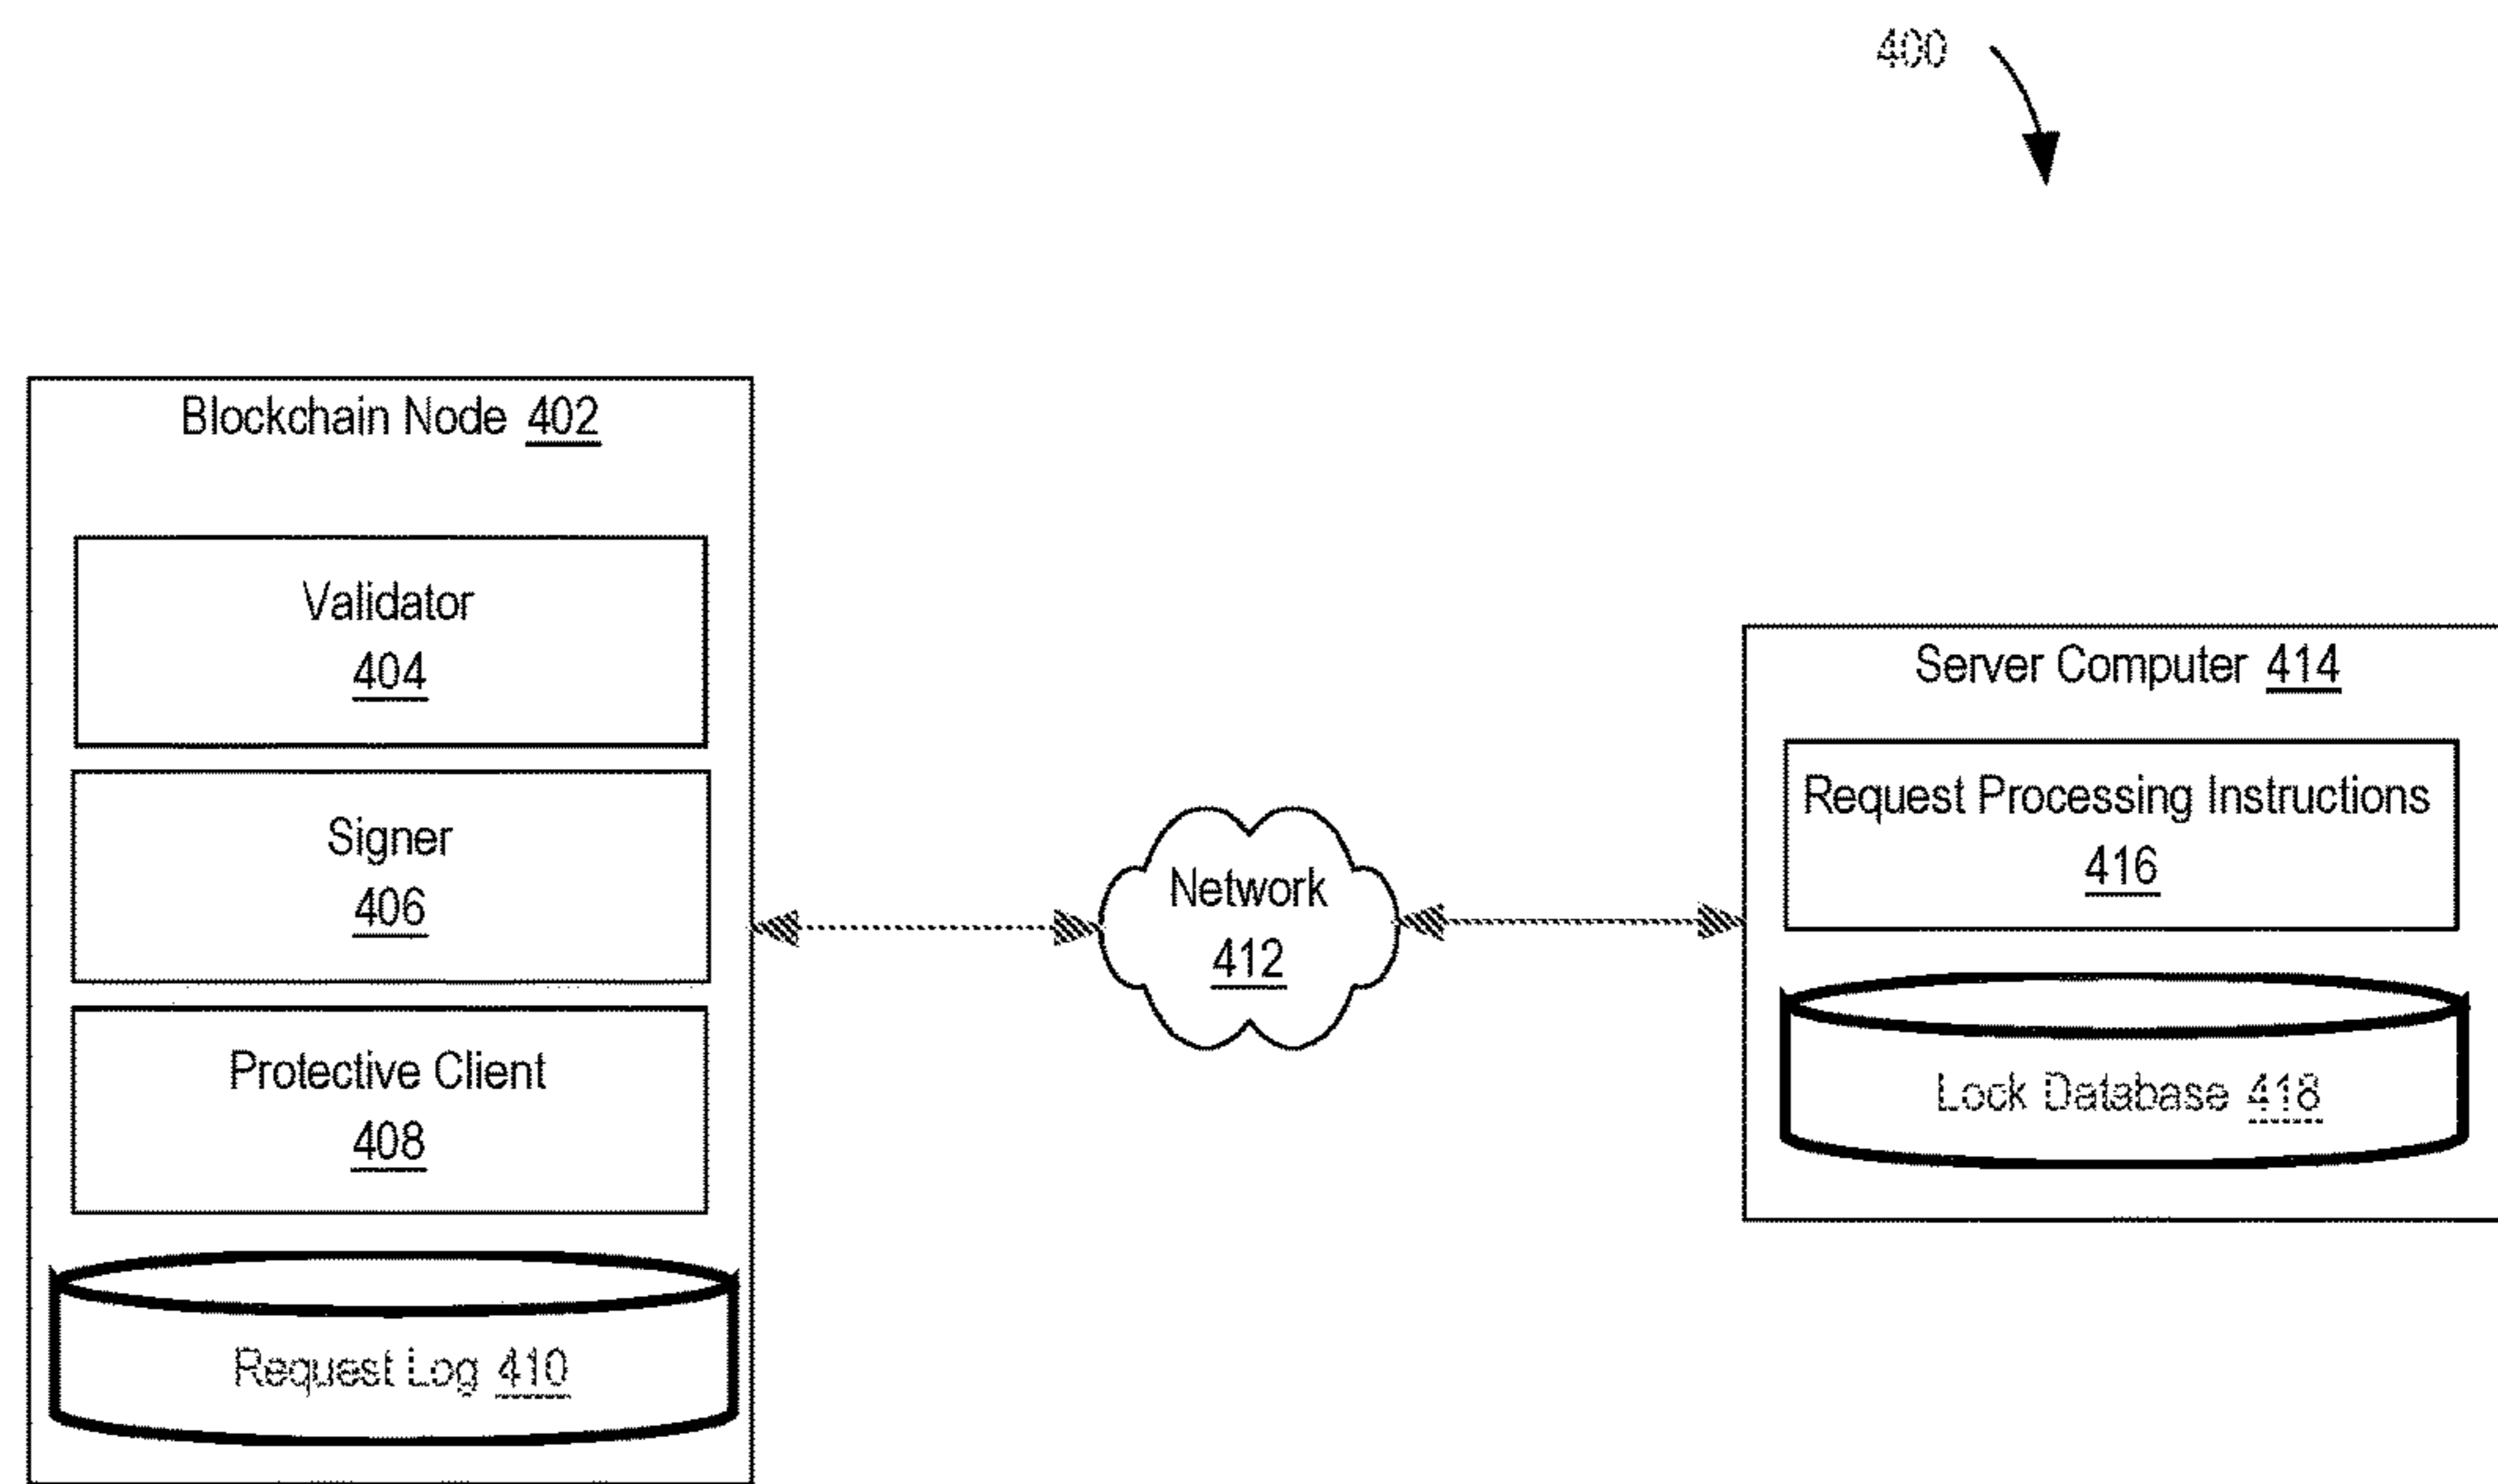 400
Blockchain Node 402
Validator
404
Signer
406
Protective Client
408
Request Log 410
Network
412
Server Computer 414
Request Processing Instructions
416
Lock Database 418